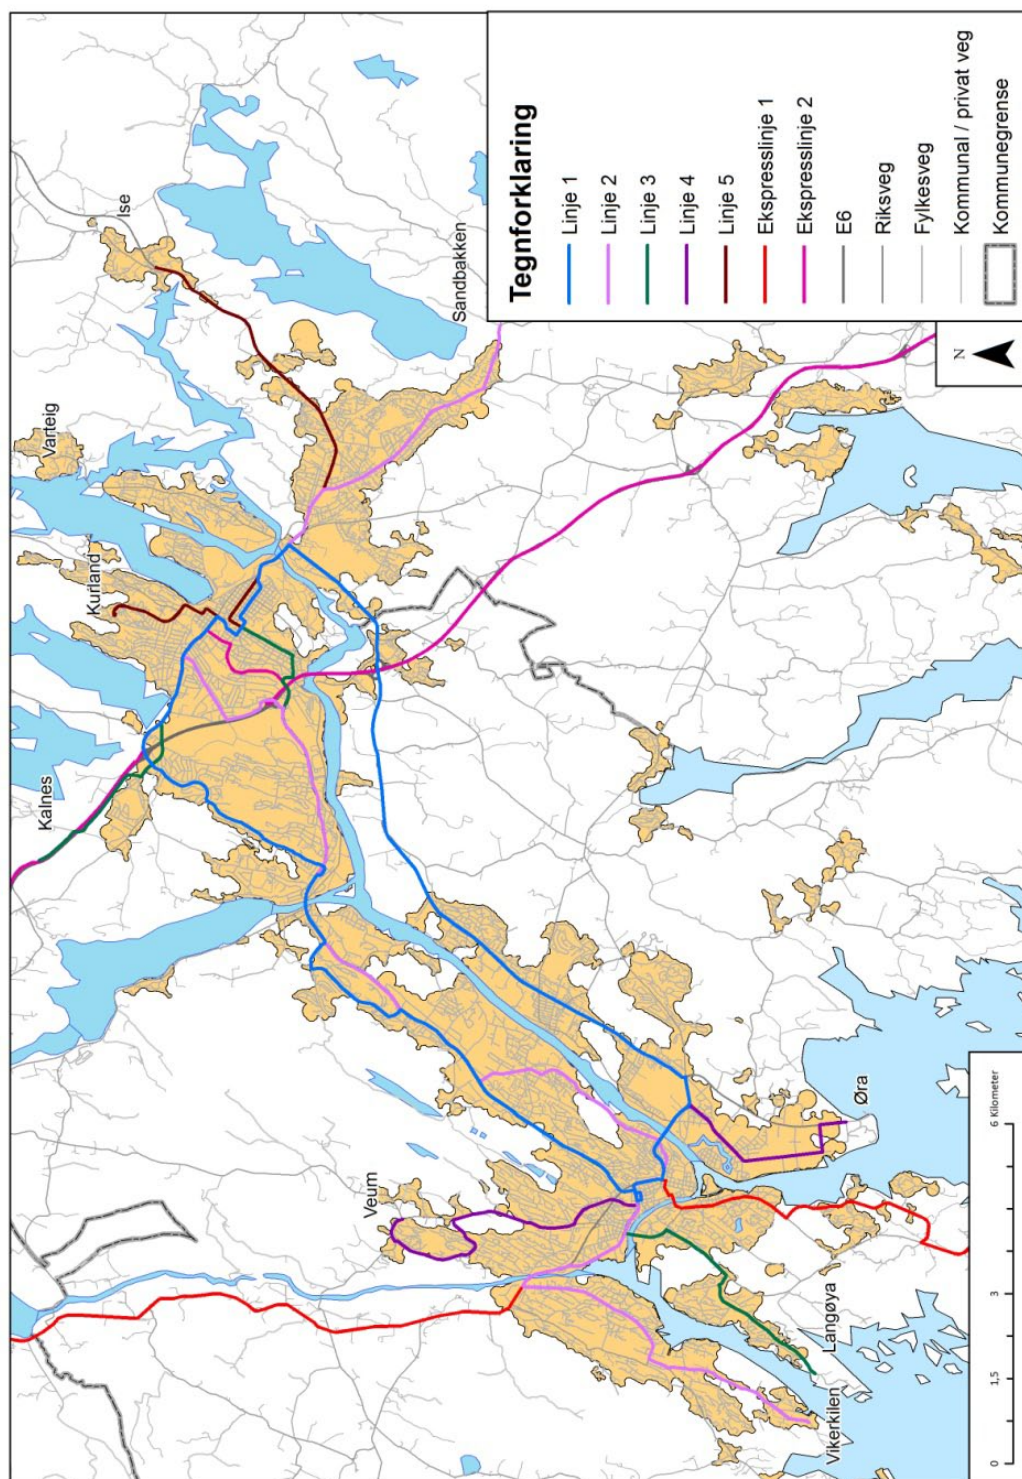 Ise
Varteig
Sandbakken
Kurland
Kalnes
Veum
Øra
Langøya
Vikerkilen
Tegnforklaring
Linje 1
Linje 2
Linje 3
Linje 4
Linje 5
Ekspresslinje 1
Ekspresslinje 2
E6
Riksveg
Fylkesveg
Kommunal / privat veg
Kommunegrense
N
0 1,5 3 6 Kilometer